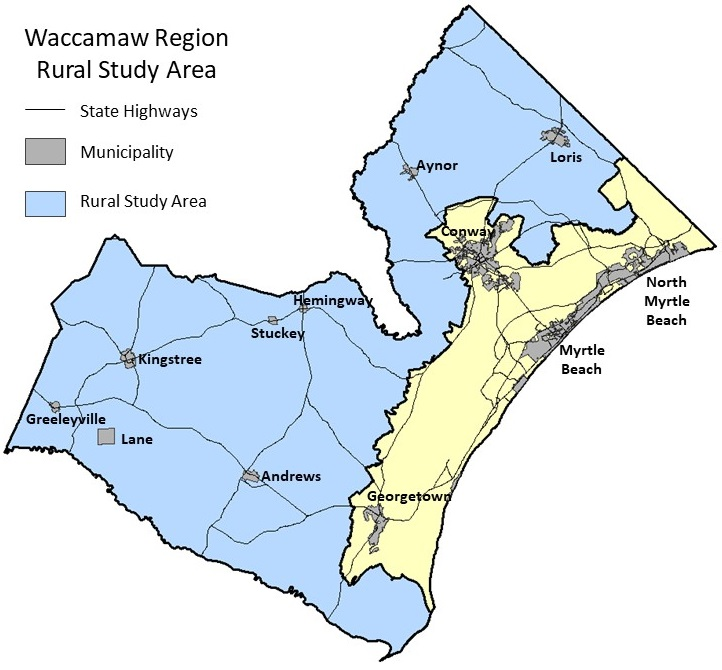 Waccamaw Region
Rural Study Area
State Highways
Municipality
Rural Study Area
Aynor
Loris
Conway
North
Myrtle
Beach
Hemingway
Stuckey
Myrtle
Beach
Kingstree
Greeleyville
Lane
Andrews
Georgetown